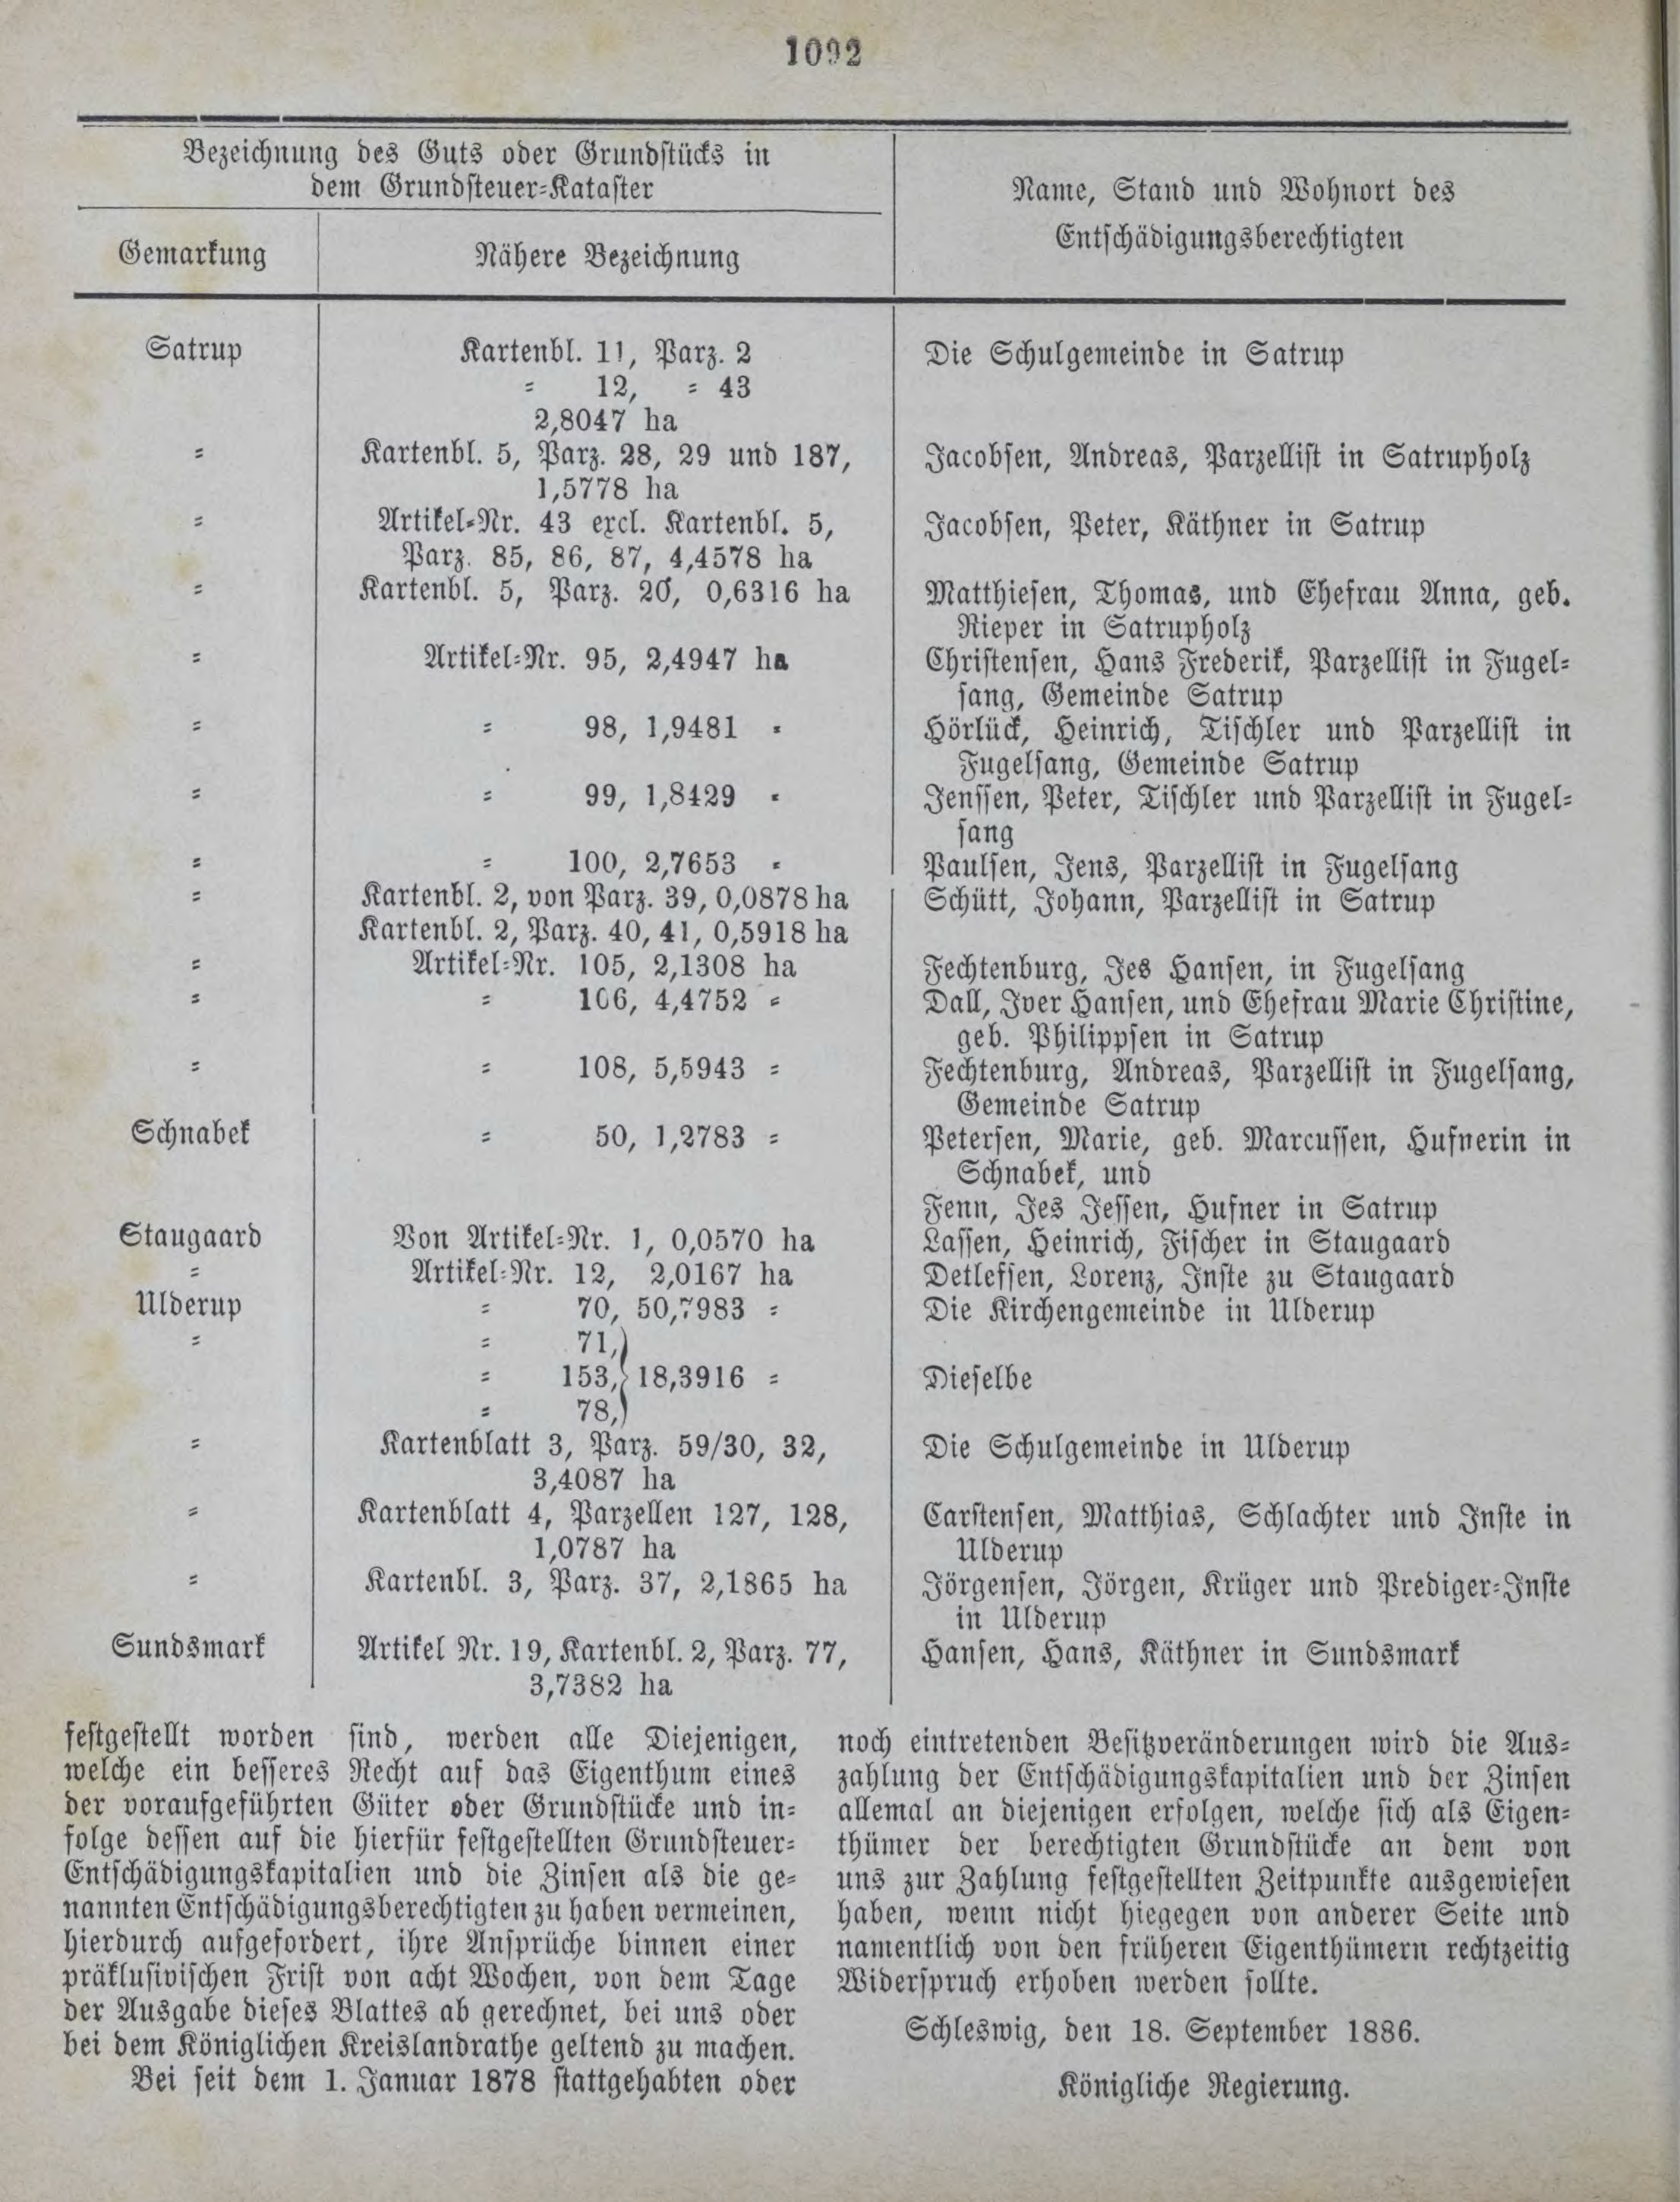 1092
Bezeichnung des Guts oder Grundstücks in
dem Grundsteuer=Kataster
Name, Stand und Wohnort des
Entschädigungsberechtigten
Gemarkung
Nähere Bezeichnung
Satrup Kartenbl. 11, Parz. 2 Die Schulgemeinde in Satrup
= 12, = 43
2,8047 ha
= Kartenbl. 5, Parz. 28, 29 und 187, Jacobsen, Andreas, Parzellist in Satrupholz
1,5778 ha
= Artikel=Nr. 43 excl. Kartenbl. 5, Jacobsen, Peter, Käthner in Satrup
Parz. 85, 86, 87, 4,4578 ha
= Kartenbl. 5, Parz. 20, 0,6316 ha Matthiesen, Thomas, und Ehefrau Anna, geb.
Rieper in Satrupholz
= Artikel=Nr. 95, 2,4947 ha Christensen, Hans Frederik, Parzellist in Fugel=
sang, Gemeinde Satrup
= = 98, 1,9481 = Hörlück, Heinrich, Tischler und Parzellist in
Fugelsang, Gemeinde Satrup
= = 99, 1,8429 = Jenssen, Peter, Tischler und Parzellist in Fugel=
sang
= = 100, 2,7653 = Paulsen, Jens, Parzellist in Fugelsang
= Kartenbl. 2, von Parz. 39, 0,0878 ha Schütt, Johann, Parzellist in Satrup
Kartenbl. 2, Parz. 40, 41, 0,5918 ha
= Artikel=Nr. 105, 2,1308 ha Fechtenburg, Jes Hansen, in Fugelsang
= = 106, 4,4752 = Dall, Iver Hansen, und Ehefrau Marie Christine,
geb. Philippsen in Satrup
= = 108, 5,5943 = Fechtenburg, Andreas, Parzellist in Fugelsang,
Gemeinde Satrup
Schnabek = 50, 1,2783 = Petersen, Marie, geb. Marcussen, Hufnerin in
Schnabek, und
Fenn, Jes Jessen, Hufner in Satrup
Staugaard Von Artikel=Nr. 1, 0,0570 ha Lassen, Heinrich, Fischer in Staugaard
= Artikel=Nr. 12, 2,0167 ha Detlefsen, Lorenz, Inste zu Staugaard
Ulderup = 70, 50,7983 = Die Kirchengemeinde in Ulderup
= = 71,
= 153, } 18,3916 = Dieselbe
= 78,
= Kartenblatt 3, Parz. 59/30, 32, Die Schulgemeinde in Ulderup
3,4087 ha
= Kartenblatt 4, Parzellen 127, 128, Carstensen, Matthias, Schlachter und Inste in
1,0787 ha Ulderup
= Kartenbl. 3, Parz. 37, 2,1865 ha Jörgensen, Jörgen, Krüger und Prediger=Inste
in Ulderup
Sundsmark Artikel Nr. 19, Kartenbl. 2, Parz. 77, Hansen, Hans, Käthner in Sundsmark
3,7382 ha
festgestellt worden sind, werden alle Diejenigen,
welche ein besseres Recht auf das Eigenthum eines
der voraufgeführten Güter oder Grundstücke und in=
folge dessen auf die hierfür festgestellten Grundsteuer=
Entschädigungskapitalien und die Zinsen als die ge=
nannten Entschädigungsberechtigten zu haben vermeinen,
hierdurch aufgefordert, ihre Ansprüche binnen einer
präklusivischen Frist von acht Wochen, von dem Tage
der Ausgabe dieses Blattes ab gerechnet, bei uns oder
bei dem Königlichen Kreislandrathe geltend zu machen.
Bei seit dem 1. Januar 1878 stattgehabten oder
noch eintretenden Besitzveränderungen wird die Aus=
zahlung der Entschädigungskapitalien und der Zinsen
allemal an diejenigen erfolgen, welche sich als Eigen=
thümer der berechtigten Grundstücke an dem von
uns zur Zahlung festgestellten Zeitpunkte ausgewiesen
haben, wenn nicht hiegegen von anderer Seite und
namentlich von den früheren Eigenthümern rechtzeitig
Widerspruch erhoben werden sollte.
Schleswig, den 18. September 1886.
Königliche Regierung.